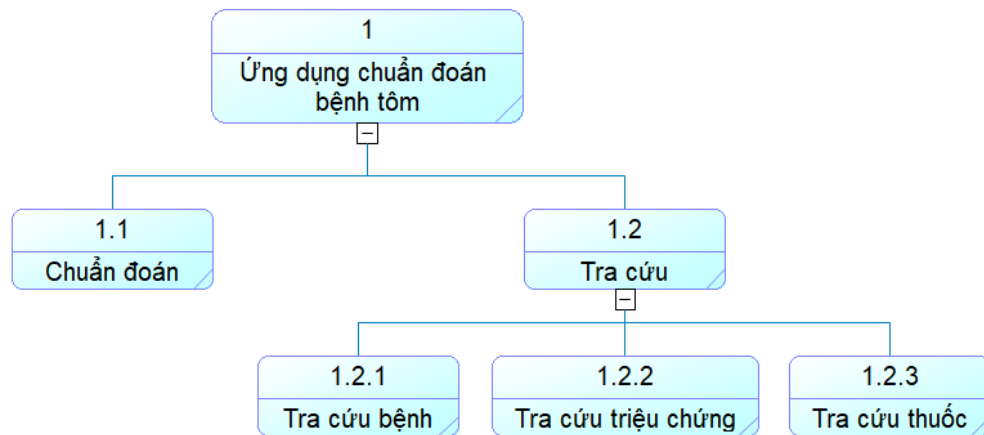 1
Ứng dụng chuẩn đoán
bệnh tôm
1.1
Chuẩn đoán
1.2
Tra cứu
1.2.1
Tra cứu bệnh
1.2.2
Tra cứu triệu chứng
1.2.3
Tra cứu thuốc